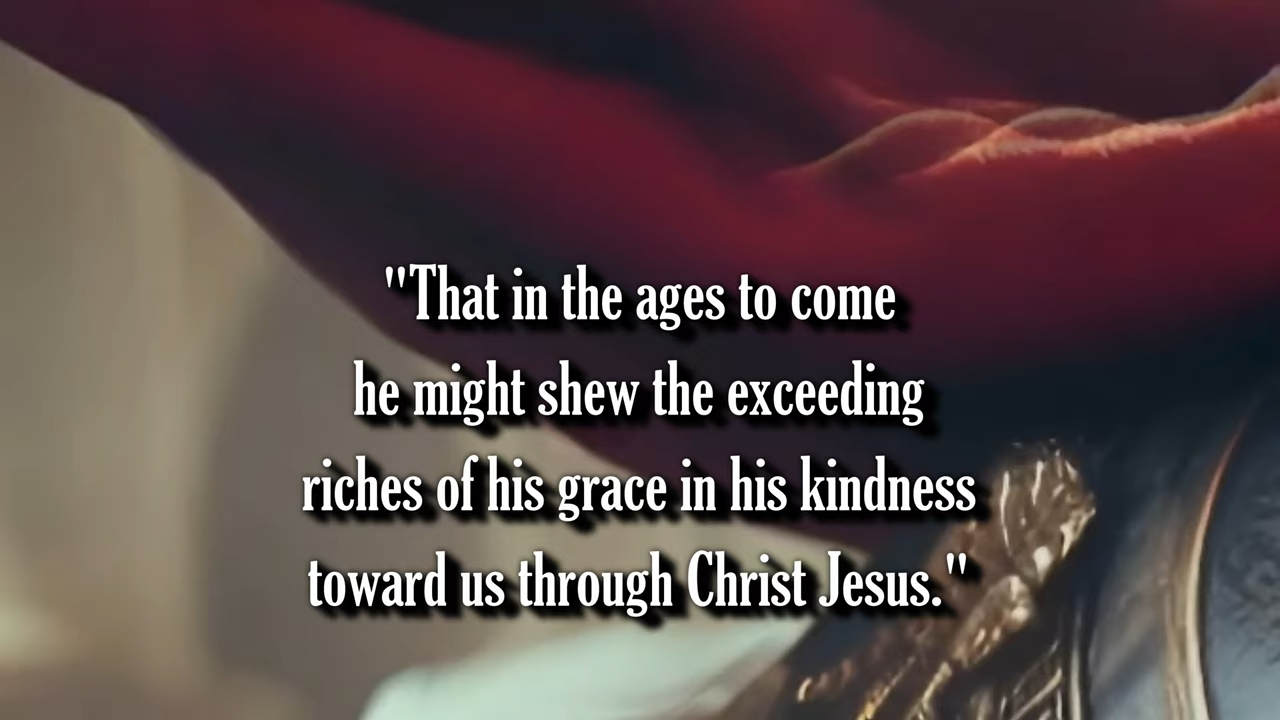 "That in the ages to come
he might shew the exceeding
riches of his grace in his kindness
toward us through Christ Jesus."